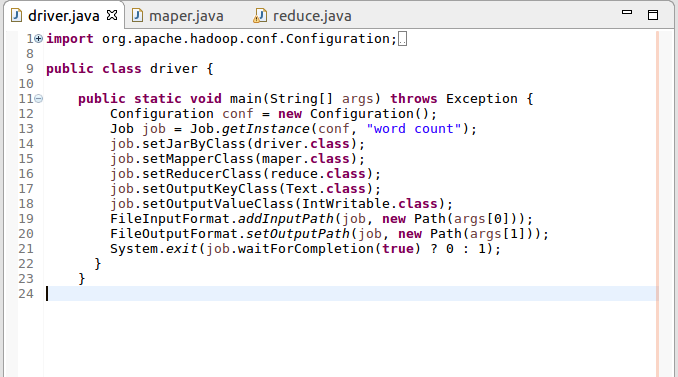 driver.java maper.java reduce.java
1 import org.apache.hadoop.conf.Configuration;
8
9 public class driver {
10
11     public static void main(String[] args) throws Exception {
12         Configuration conf = new Configuration();
13         Job job = Job.getInstance(conf, "word count");
14         job.setJarByClass(driver.class);
15         job.setMapperClass(maper.class);
16         job.setReducerClass(reduce.class);
17         job.setOutputKeyClass(Text.class);
18         job.setOutputValueClass(IntWritable.class);
19         FileInputFormat.addInputPath(job, new Path(args[0]));
20         FileOutputFormat.setOutputPath(job, new Path(args[1]));
21         System.exit(job.waitForCompletion(true) ? 0 : 1);
22       }
23     }
24